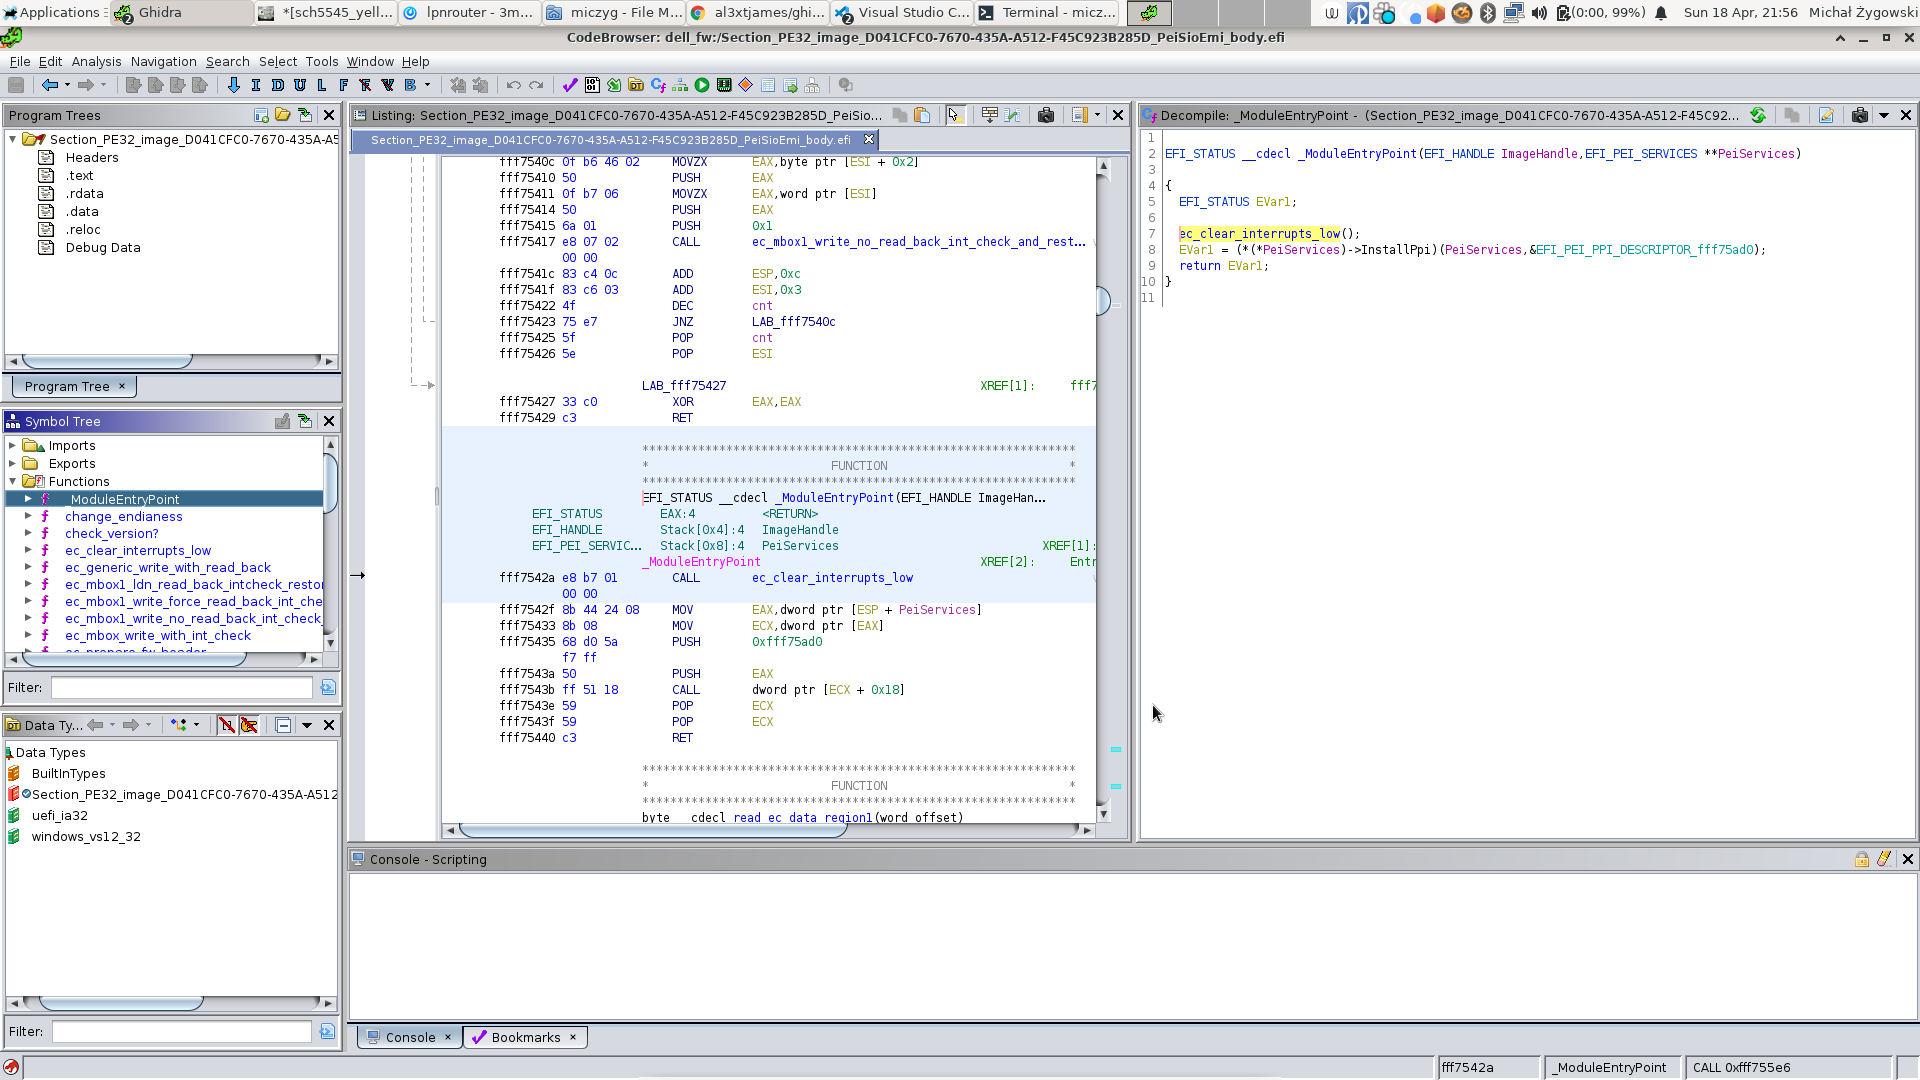 Applications Ghidra *[sch5545_yell... lpnrouter - 3m... miczyg - File M... al3xtjames/ghi... Visual Studio C... Terminal - micz... (0:00, 99%) Sun 18 Apr, 21:56 Michał Żygowski
CodeBrowser: dell_fw:/Section_PE32_image_D041CFC0-7670-435A-A512-F45C923B285D_PeiSioEmi_body.efi
File Edit Analysis Navigation Search Select Tools Window Help
I D U L F R V B
Program Trees
Section_PE32_image_D041CFC0-7670-435A-A5
Headers
.text
.rdata
.data
.reloc
Debug Data
Program Tree ×
Symbol Tree
Imports
Exports
Functions
_ModuleEntryPoint
change_endianess
check_version?
ec_clear_interrupts_low
ec_generic_write_with_read_back
ec_mbox1_ldn_read_back_intcheck_restor
ec_mbox1_write_force_read_back_int_che
ec_mbox1_write_no_read_back_int_check_
ec_mbox_write_with_int_check
ec_prepare_fw_header
Filter:
Data Ty...
Data Types
BuiltInTypes
Section_PE32_image_D041CFC0-7670-435A-A512
uefi_ia32
windows_vs12_32
Filter:
Listing: Section_PE32_image_D041CFC0-7670-435A-A512-F45C923B285D_PeiSio...
Section_PE32_image_D041CFC0-7670-435A-A512-F45C923B285D_PeiSioEmi_body.efi
fff7540c 0f b6 46 02 MOVZX EAX,byte ptr [ESI + 0x2]
fff75410 50 PUSH EAX
fff75411 0f b7 06 MOVZX EAX,word ptr [ESI]
fff75414 50 PUSH EAX
fff75415 6a 01 PUSH 0x1
fff75417 e8 07 02 CALL ec_mbox1_write_no_read_back_int_check_and_rest...
00 00
fff7541c 83 c4 0c ADD ESP,0xc
fff7541f 83 c6 03 ADD ESI,0x3
fff75422 4f DEC cnt
fff75423 75 e7 JNZ LAB_fff7540c
fff75425 5f POP cnt
fff75426 5e POP ESI
LAB_fff75427 XREF[1]: fff7
fff75427 33 c0 XOR EAX,EAX
fff75429 c3 RET
**************************************************************
* FUNCTION *
**************************************************************
EFI_STATUS __cdecl _ModuleEntryPoint(EFI_HANDLE ImageHan...
EFI_STATUS EAX:4 <RETURN>
EFI_HANDLE Stack[0x4]:4 ImageHandle
EFI_PEI_SERVIC... Stack[0x8]:4 PeiServices XREF[1]:
_ModuleEntryPoint XREF[2]: Entr
fff7542a e8 b7 01 CALL ec_clear_interrupts_low
00 00
fff7542f 8b 44 24 08 MOV EAX,dword ptr [ESP + PeiServices]
fff75433 8b 08 MOV ECX,dword ptr [EAX]
fff75435 68 d0 5a PUSH 0xfff75ad0
f7 ff
fff7543a 50 PUSH EAX
fff7543b ff 51 18 CALL dword ptr [ECX + 0x18]
fff7543e 59 POP ECX
fff7543f 59 POP ECX
fff75440 c3 RET
**************************************************************
* FUNCTION *
**************************************************************
byte __cdecl read_ec_data_region1(word offset)
Decompile: _ModuleEntryPoint - (Section_PE32_image_D041CFC0-7670-435A-A512-F45C92...
1
2 EFI_STATUS __cdecl _ModuleEntryPoint(EFI_HANDLE ImageHandle,EFI_PEI_SERVICES **PeiServices)
3
4 {
5 EFI_STATUS EVar1;
6
7 ec_clear_interrupts_low();
8 EVar1 = (*(*PeiServices)->InstallPpi)(PeiServices,&EFI_PEI_PPI_DESCRIPTOR_fff75ad0);
9 return EVar1;
10 }
11
Console - Scripting
Console × Bookmarks ×
fff7542a _ModuleEntryPoint CALL 0xfff755e6